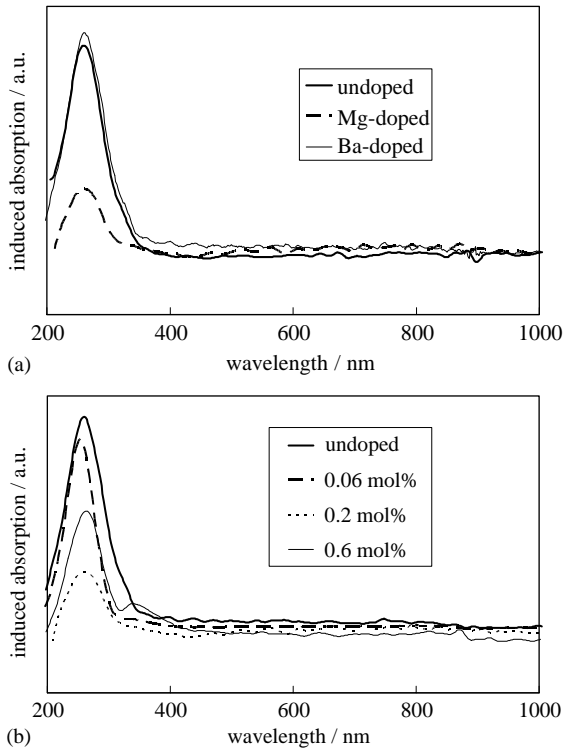 induced absorption / a.u.
undoped
Mg-doped
Ba-doped
200 400 600 800 1000
wavelength / nm
(a)
induced absorption / a.u.
undoped
0.06 mol%
0.2 mol%
0.6 mol%
200 400 600 800 1000
wavelength / nm
(b)